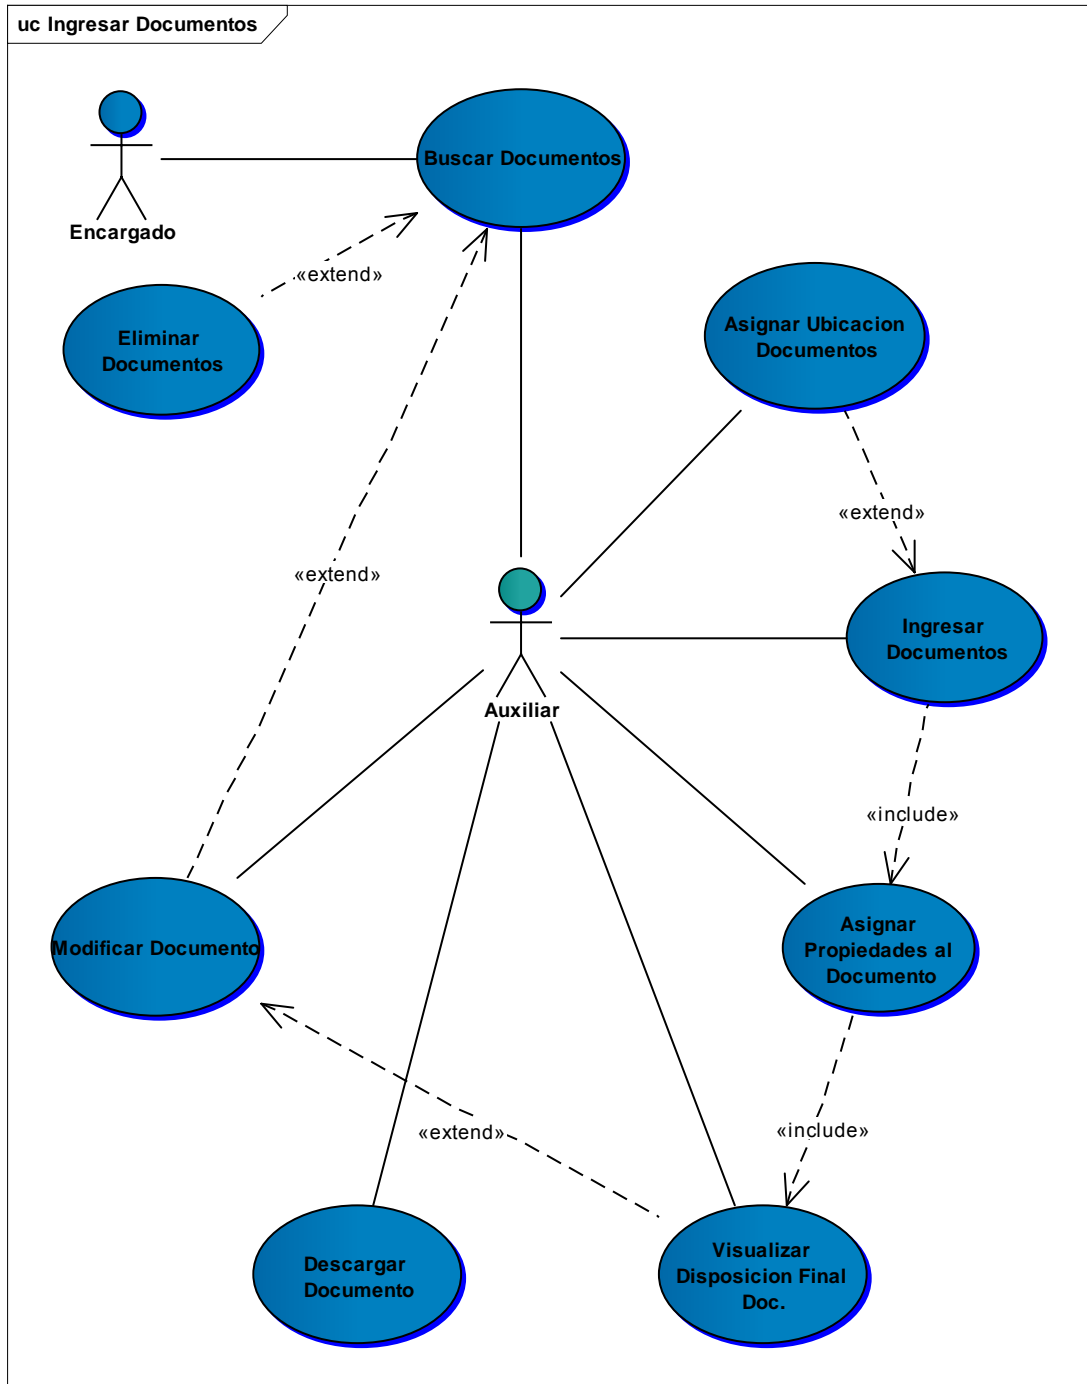 uc Ingresar Documentos
Buscar Documentos
Encargado
«extend»
Eliminar
Documentos
Asignar Ubicacion
Documentos
«extend»
«extend»
Ingresar
Documentos
Auxiliar
«include»
Modificar Documento
Asignar
Propiedades al
Documento
«extend»
«include»
Descargar
Documento
Visualizar
Disposicion Final
Doc.